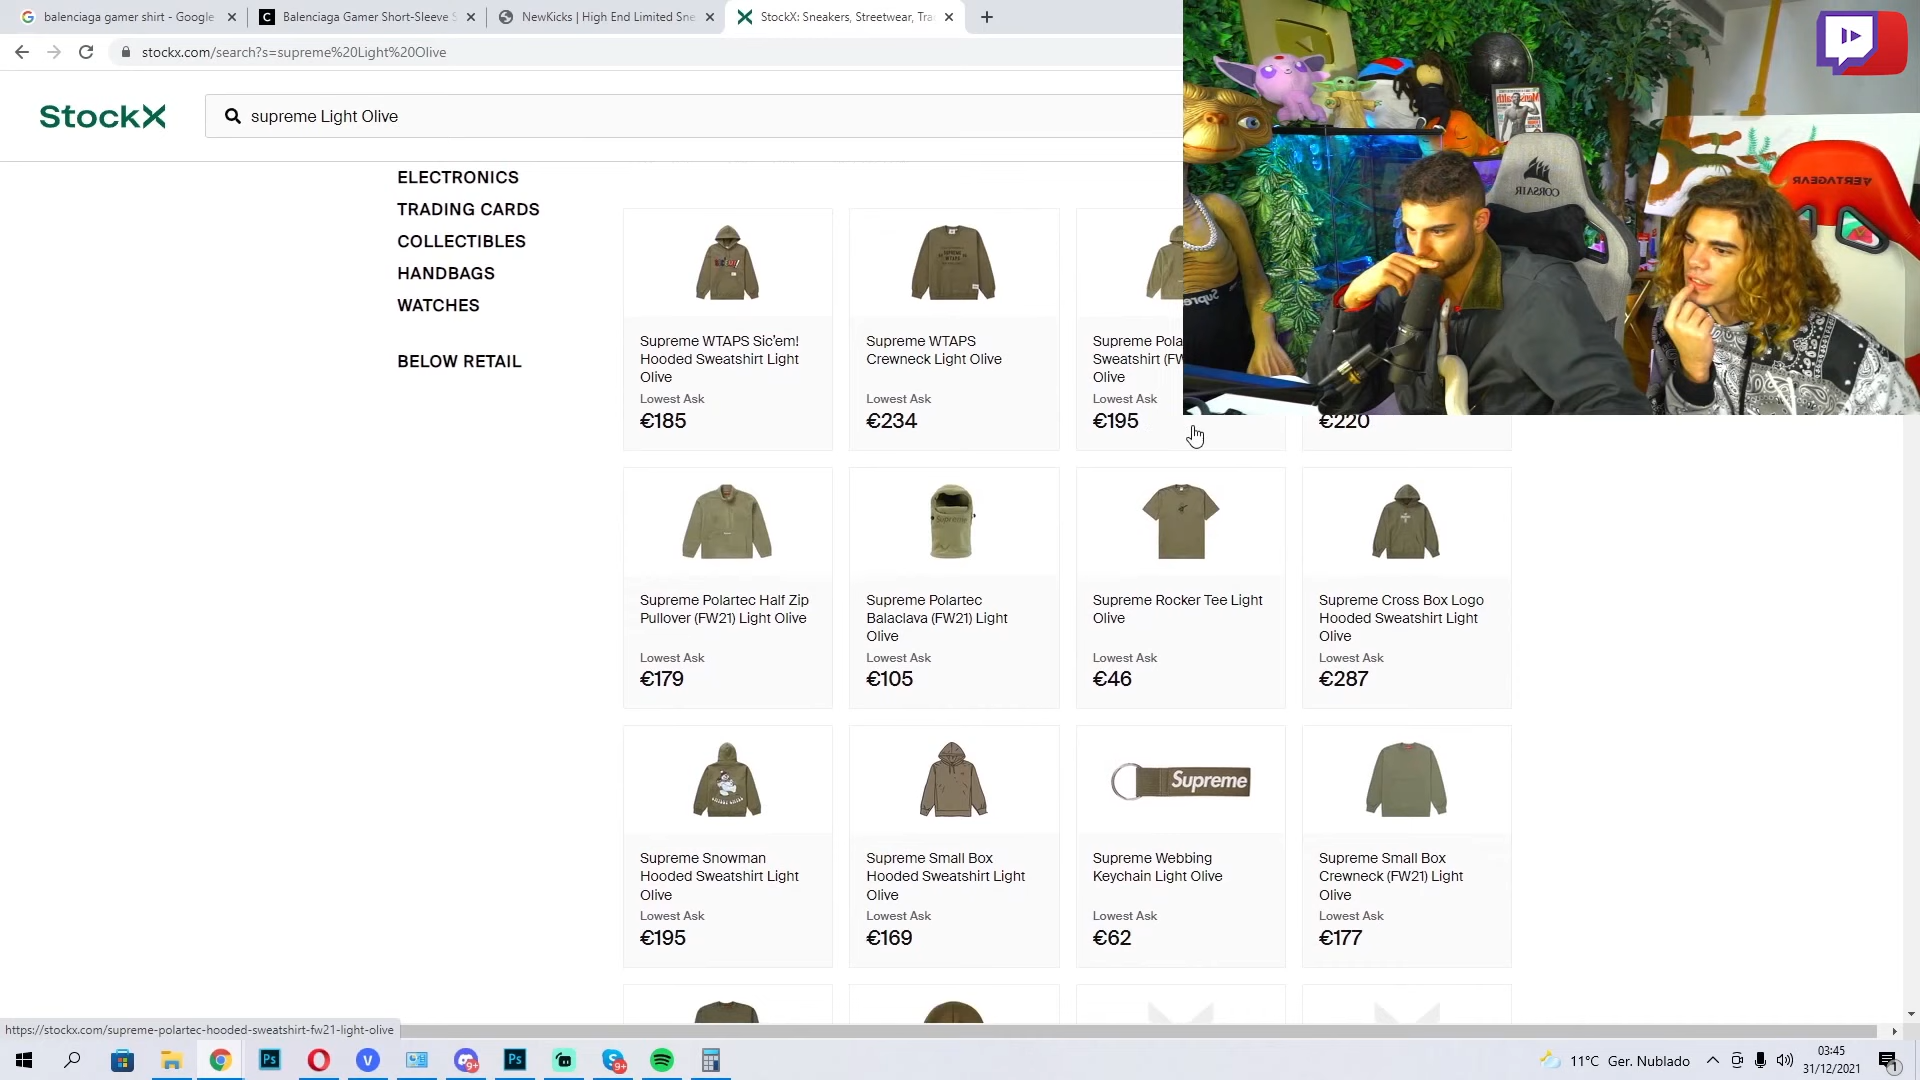 balenciaga gamer shirt - Google
Balenciaga Gamer Short-Sleeve S
NewKicks | High End Limited Sne
StockX: Sneakers, Streetwear, Tra
stockx.com/search?s=supreme%20Light%20Olive
StockX
supreme Light Olive
ELECTRONICS
TRADING CARDS
COLLECTIBLES
HANDBAGS
WATCHES
BELOW RETAIL
Supreme WTAPS Sic'em!
Hooded Sweatshirt Light
Olive
Lowest Ask
€185
Supreme WTAPS
Crewneck Light Olive
Lowest Ask
€234
Supreme Pola
Sweatshirt (FW
Olive
Lowest Ask
€195
€220
Supreme Polartec Half Zip
Pullover (FW21) Light Olive
Lowest Ask
€179
Supreme
Supreme Polartec
Balaclava (FW21) Light
Olive
Lowest Ask
€105
Supreme Rocker Tee Light
Olive
Lowest Ask
€46
Supreme Cross Box Logo
Hooded Sweatshirt Light
Olive
Lowest Ask
€287
Supreme Snowman
Hooded Sweatshirt Light
Olive
Lowest Ask
€195
Supreme Small Box
Hooded Sweatshirt Light
Olive
Lowest Ask
€169
Supreme
Supreme Webbing
Keychain Light Olive
Lowest Ask
€62
Supreme Small Box
Crewneck (FW21) Light
Olive
Lowest Ask
€177
CORSAIR
VERTAGEAR
https://stockx.com/supreme-polartec-hooded-sweatshirt-fw21-light-olive
11°C Ger. Nublado
03:45
31/12/2021